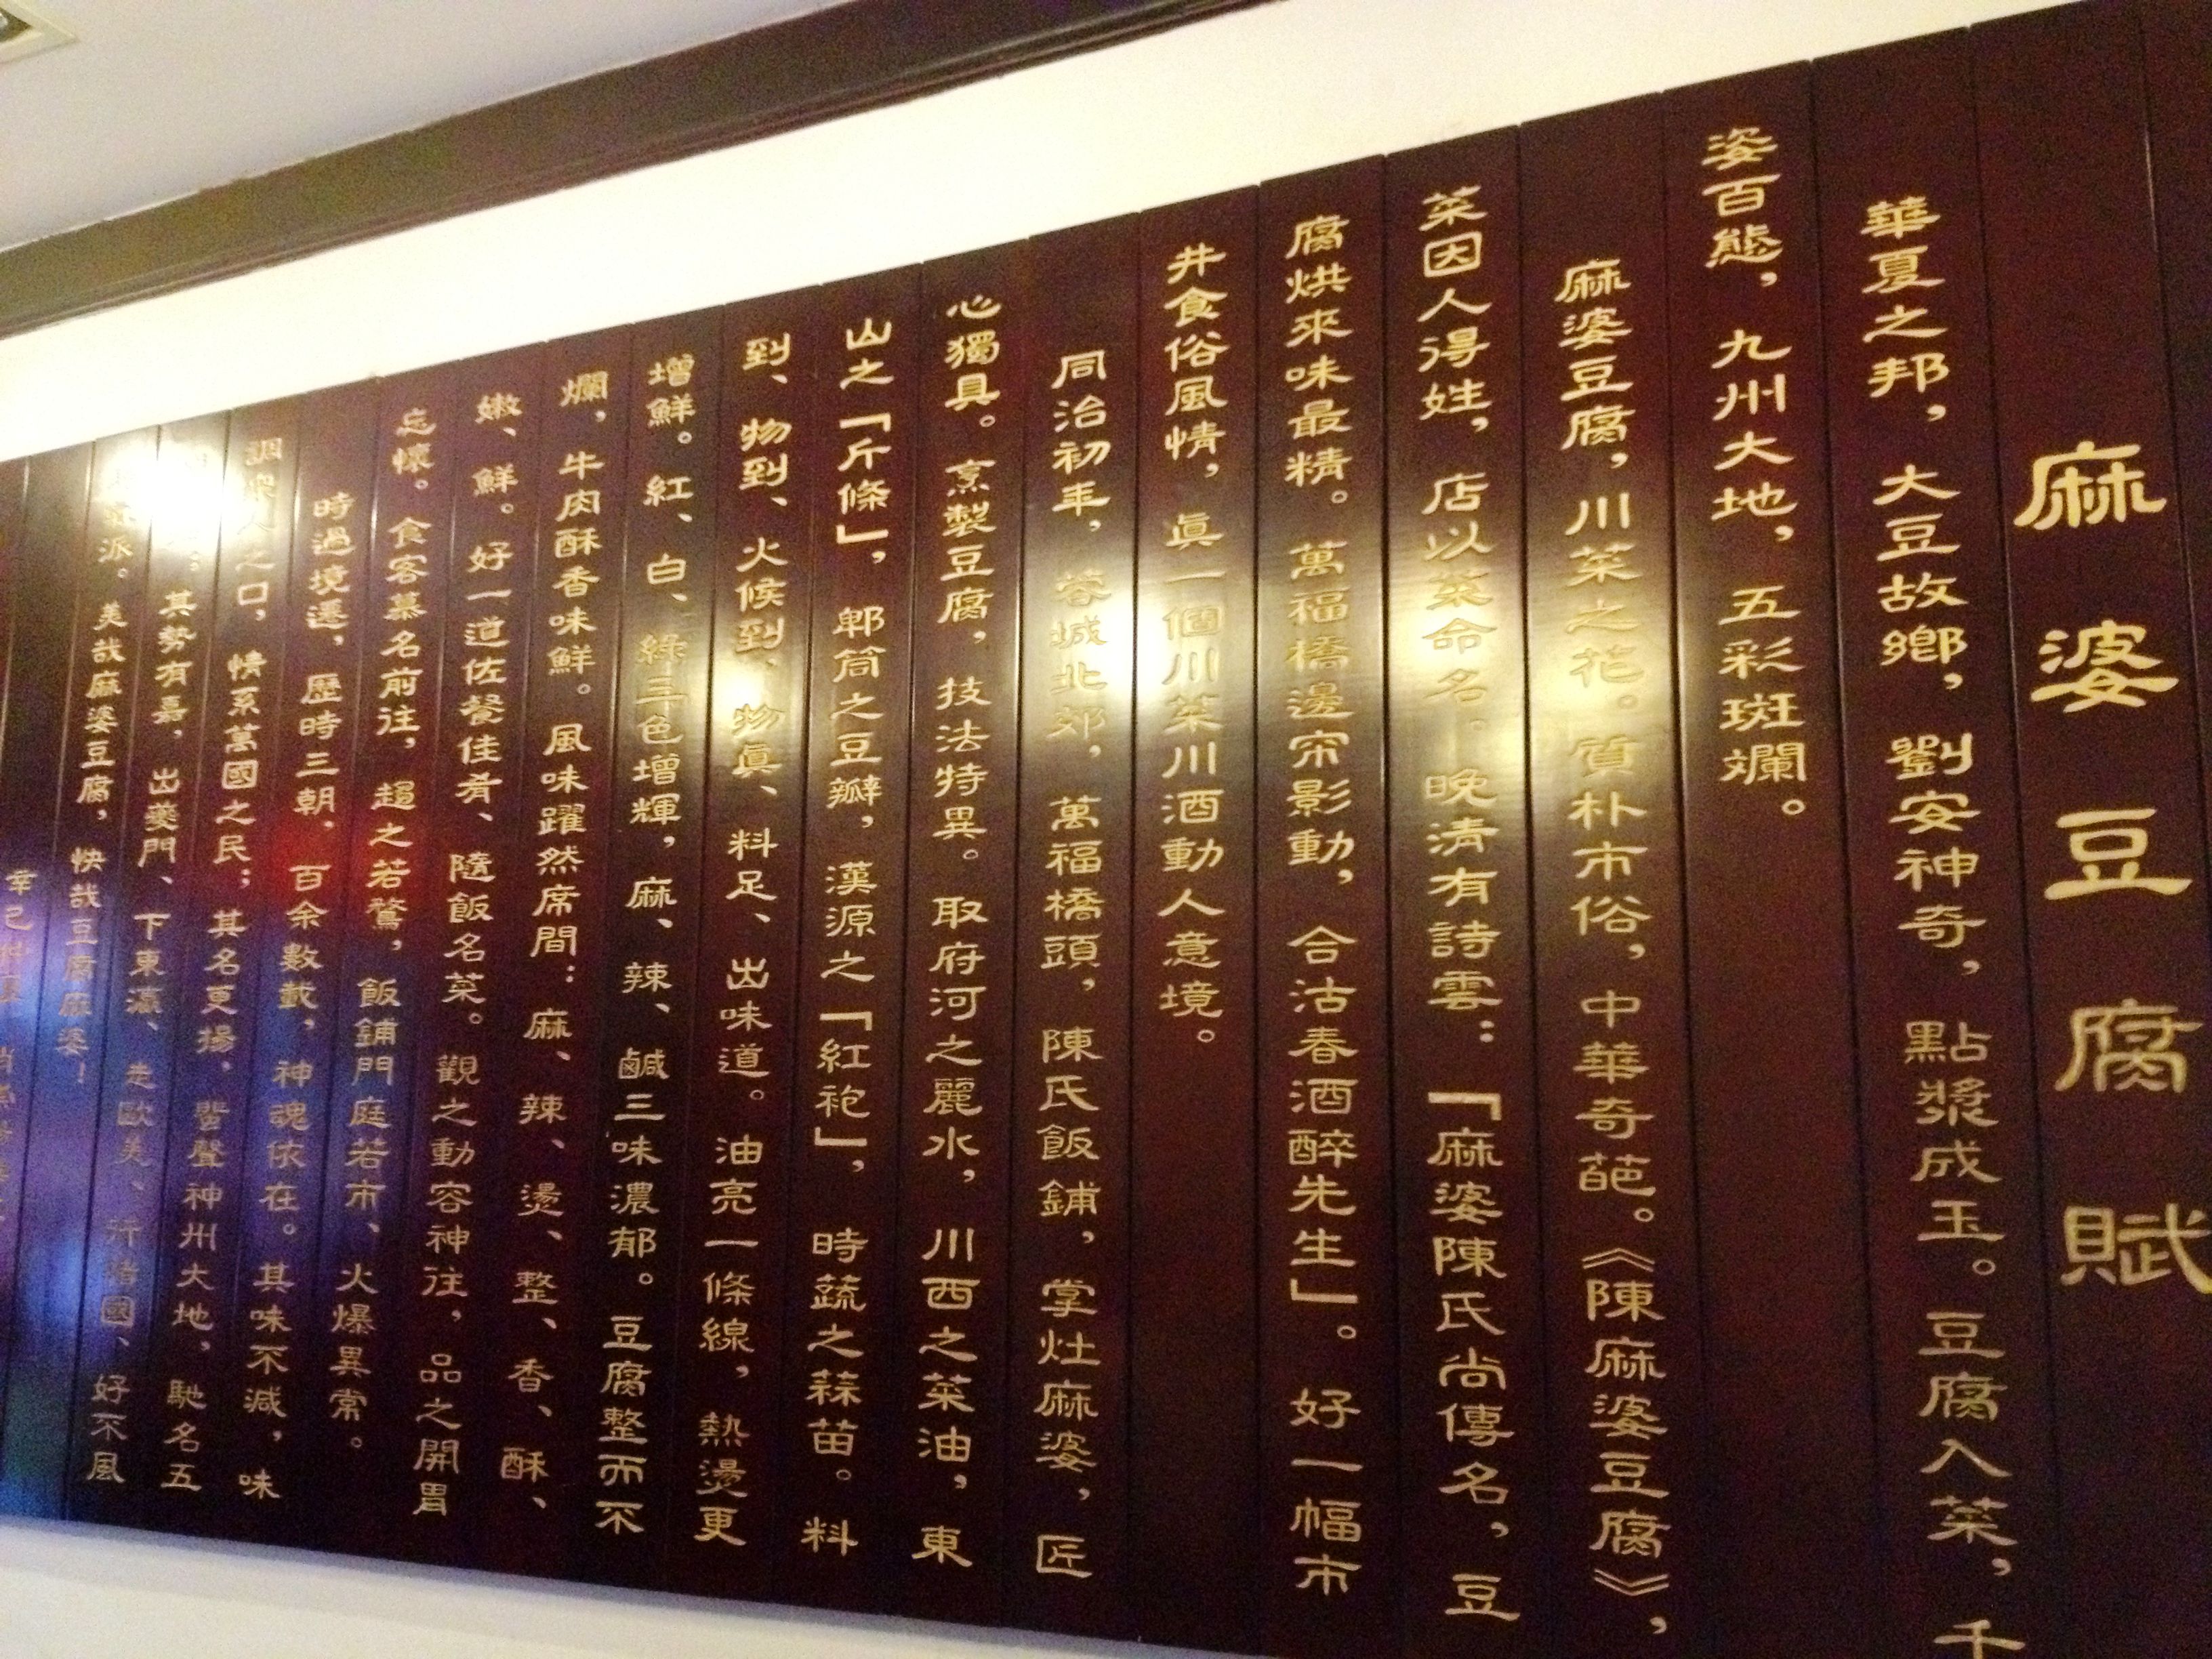 麻婆豆腐賦
華夏之邦，大豆故鄉，劉安神奇，點漿成玉。豆腐入菜，千
姿百態，九州大地，五彩斑斕。
麻婆豆腐，川菜之花。質朴市俗，中華奇葩。《陳麻婆豆腐》，
菜因人得姓，店以菜命名。晚清有詩雲：「麻婆陳氏尚傳名，豆
腐烘來味最精。萬福橋邊帘影動，合沽春酒醉先生」。好一幅市
井食俗風情，眞一個川菜川酒動人意境。
同治初年，蓉城北郊，萬福橋頭，陳氏飯鋪，掌灶麻婆，匠
心獨具。烹製豆腐，技法特異。取府河之麗水，川西之菜油，東
山之「斤條」，郫筒之豆瓣，漢源之「紅袍」，時蔬之蒜苗。料
到、物到、火候到、物眞、料足、出味道。油亮一條線，熱燙更
增鮮。紅、白、綠三色增輝，麻、辣、鹹三味濃郁。豆腐整而不
爛，牛肉酥香味鮮。風味躍然席間：麻、辣、燙、整、香、酥、
嫩、鮮。好一道佐餐佳肴、隨飯名菜。觀之動容神往，品之開胃
忘懷。食客慕名前往，趨之若鶩，飯鋪門庭若市、火爆異常。
時過境遷，歷時三朝，百余數載，神魂依在。其味不減，味
調衆人之口，情系萬國之民；其名更揚，譽聲神州大地，馳名五
其勢有嘉，出夔門、下東瀛、走歐美、汗諸國、好不風
派。美哉麻婆豆腐，快哉豆腐麻婆！